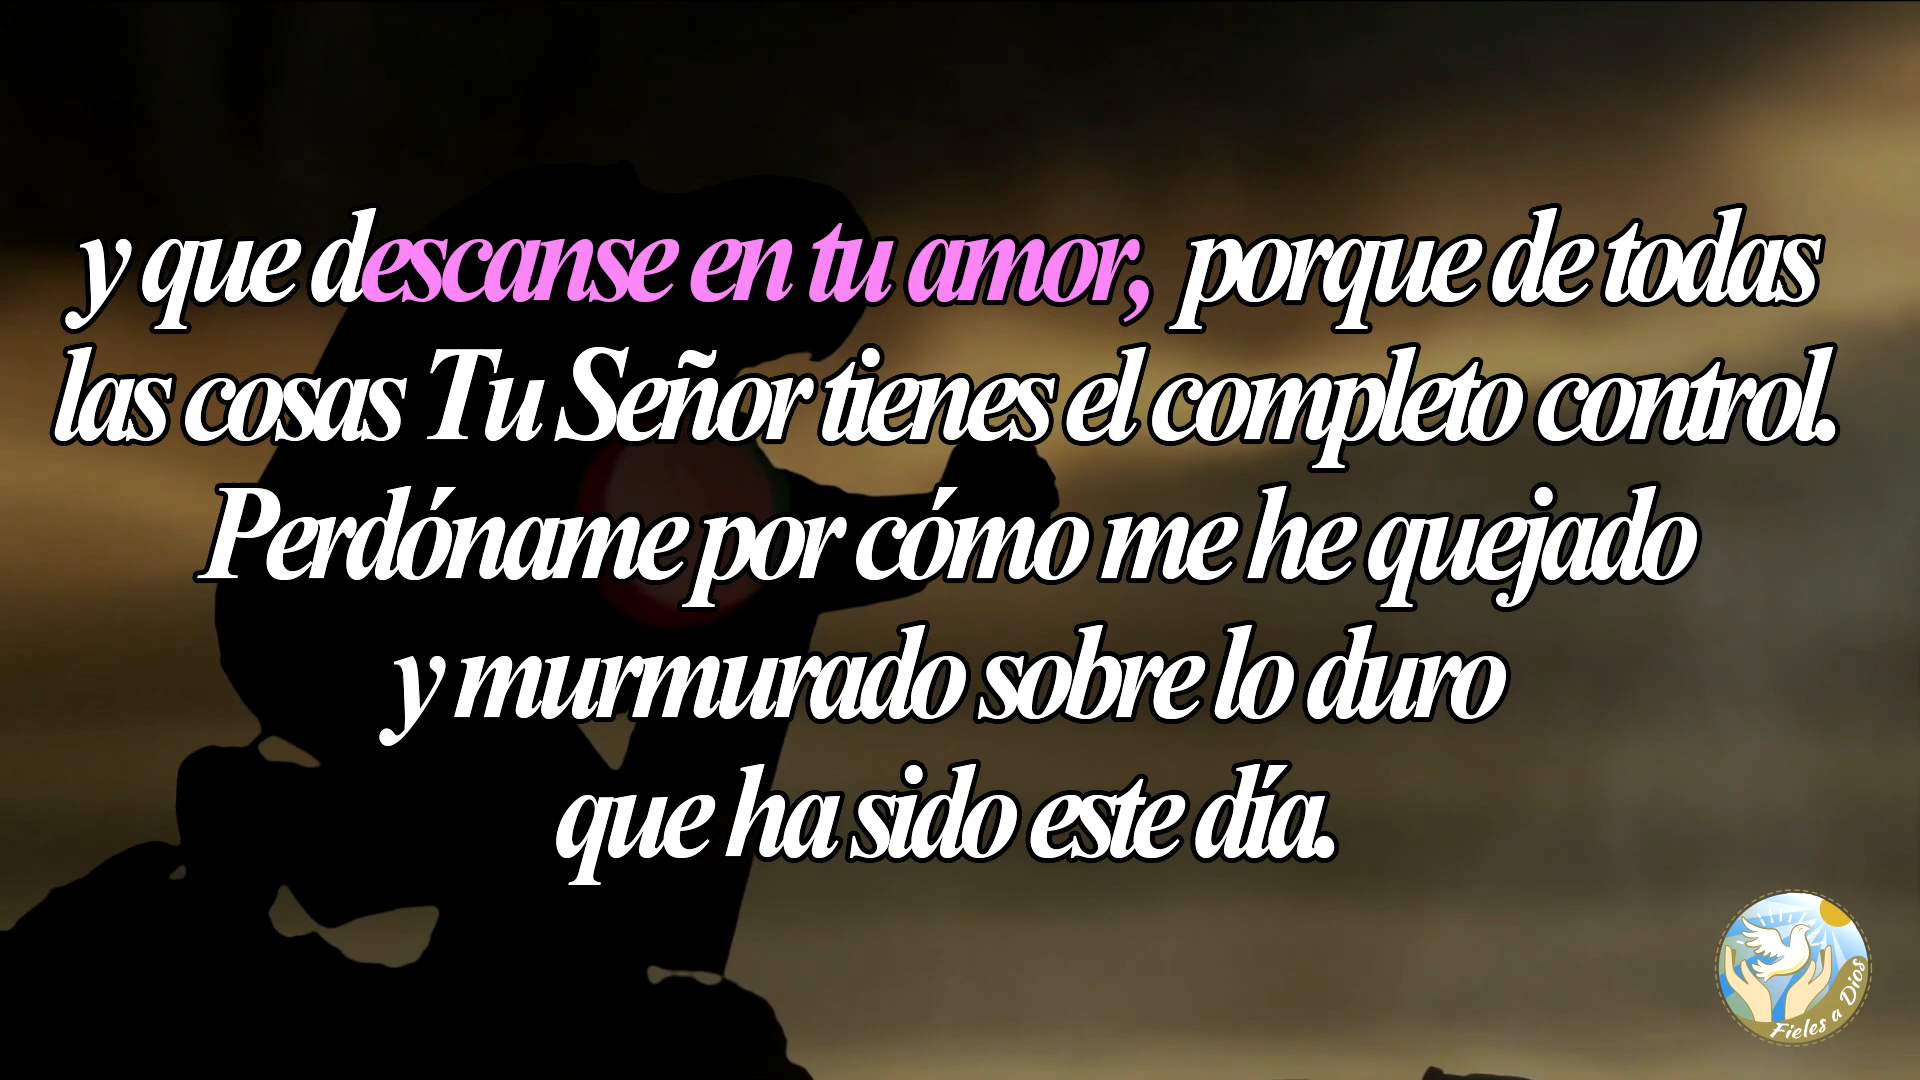 y que descanse en tu amor, porque de todas
las cosas Tu Señor tienes el completo control.
Perdóname por cómo me he quejado
y murmurado sobre lo duro
que ha sido este día.
Fieles a Dios